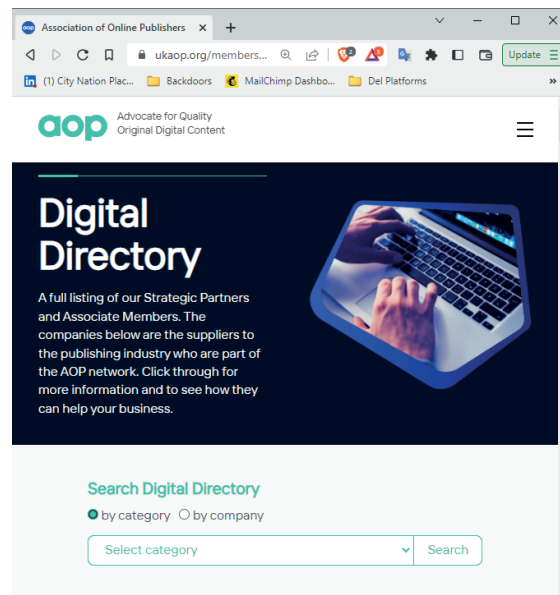 Association of Online Publishers
ukaop.org/members...
2
Update
(1) City Nation Plac...
Backdoors
MailChimp Dashbo...
Del Platforms
»
aop
Advocate for Quality
Original Digital Content
Digital
Directory
A full listing of our Strategic Partners
and Associate Members. The
companies below are the suppliers to
the publishing industry who are part of
the AOP network. Click through for
more information and to see how they
can help your business.
Search Digital Directory
by category by company
Select category Search